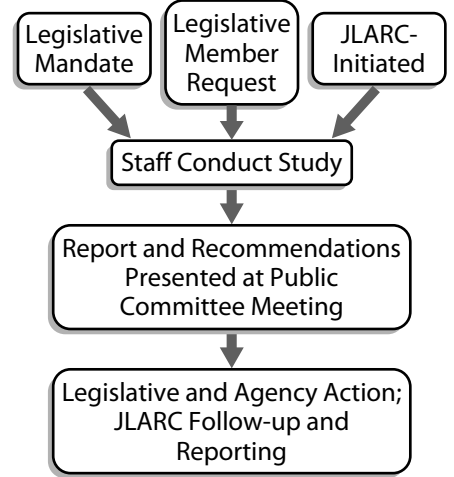 Legislative
Mandate
Legislative
Member
Request
JLARC-
Initiated
Staff Conduct Study
Report and Recommendations
Presented at Public
Committee Meeting
Legislative and Agency Action;
JLARC Follow-up and
Reporting